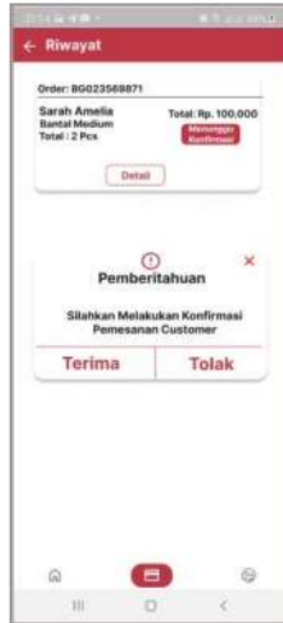 Riwayat
Order: BG023568871
Sarah Amelia
Total: Rp. 100.000
Bantal Medium
Menunggu
Konfirmasi
Total : 2 Pcs
Detail
Pemberitahuan
Silahkan Melakukan Konfirmasi
Pemesanan Customer
Terima
Tolak